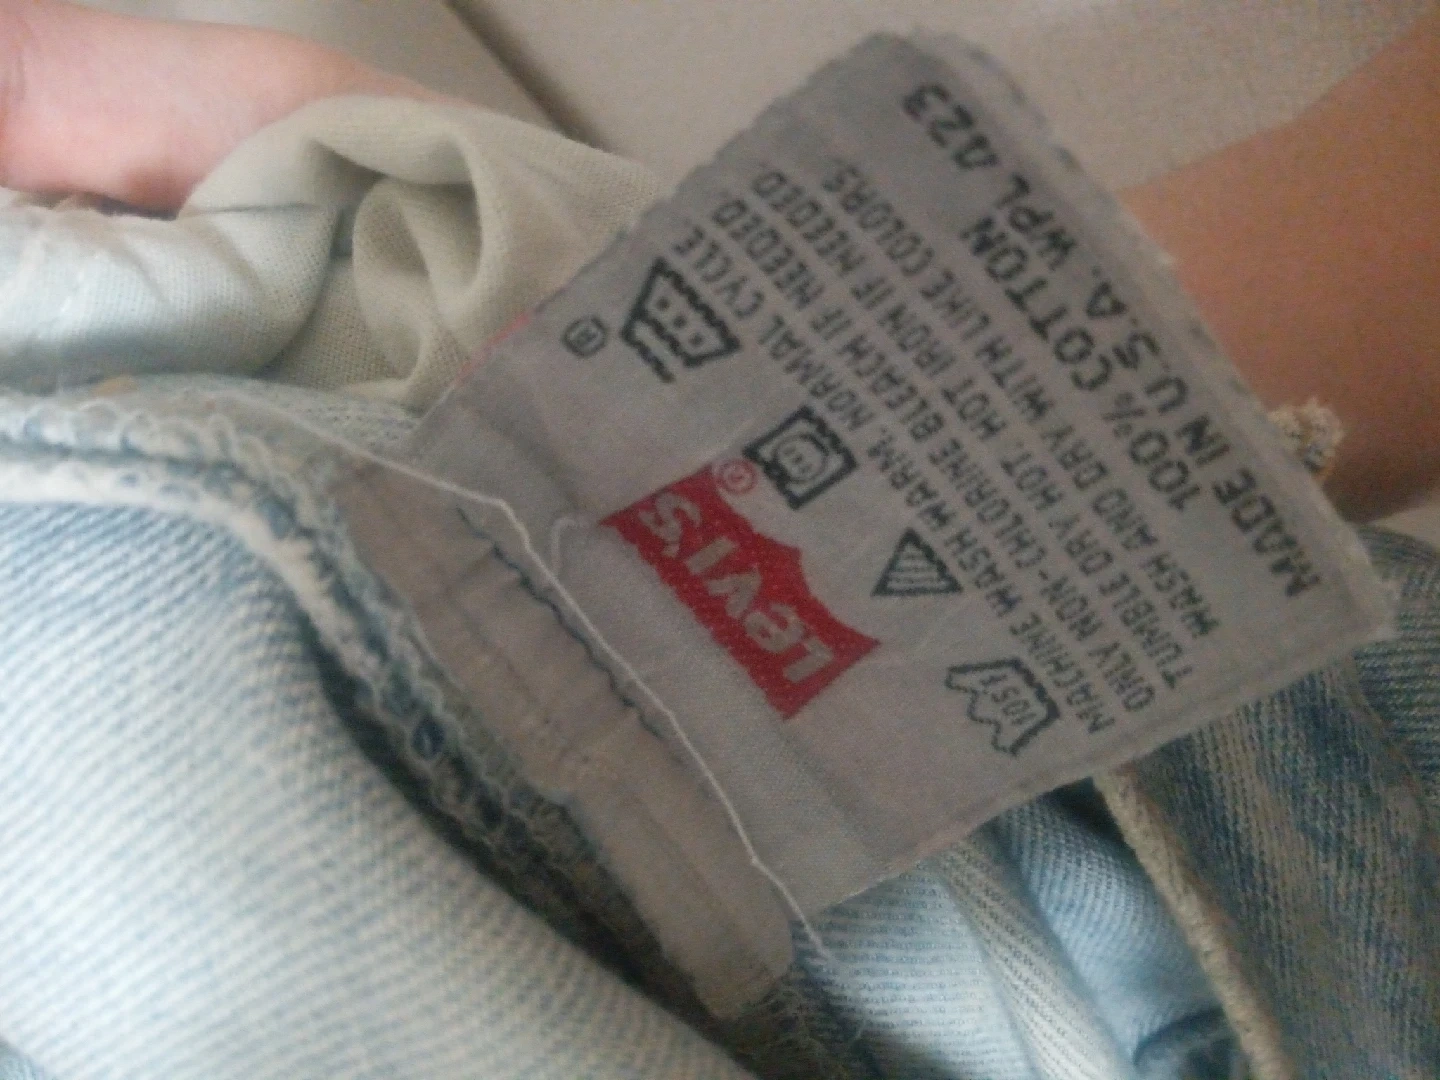 LEVI'S ®
®
105F
MACHINE WASH WARM. NORMAL CYCLE.
ONLY NON-CHLORINE BLEACH IF NEEDED.
TUMBLE DRY HOT. HOT IRON IF NEEDED.
WASH AND DRY WITH LIKE COLORS.
100% COTTON
MADE IN U.S.A. WPL 423